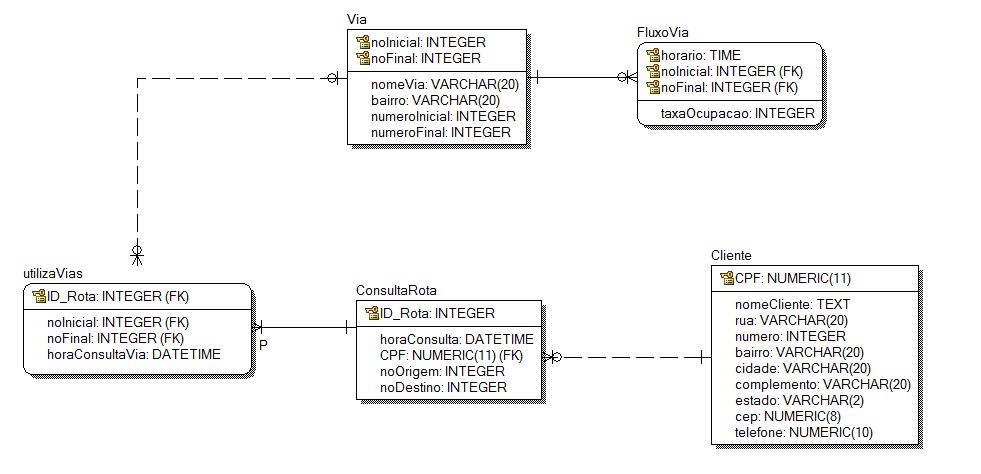 Via
noInicial: INTEGER
noFinal: INTEGER
nomeVia: VARCHAR(20)
bairro: VARCHAR(20)
numeroInicial: INTEGER
numeroFinal: INTEGER
FluxoVia
horario: TIME
noInicial: INTEGER (FK)
noFinal: INTEGER (FK)
taxaOcupacao: INTEGER
utilizaVias
ID_Rota: INTEGER (FK)
noInicial: INTEGER (FK)
noFinal: INTEGER (FK)
horaConsultaVia: DATETIME
P
ConsultaRota
ID_Rota: INTEGER
horaConsulta: DATETIME
CPF: NUMERIC(11) (FK)
noOrigem: INTEGER
noDestino: INTEGER
Cliente
CPF: NUMERIC(11)
nomeCliente: TEXT
rua: VARCHAR(20)
numero: INTEGER
bairro: VARCHAR(20)
cidade: VARCHAR(20)
complemento: VARCHAR(20)
estado: VARCHAR(2)
cep: NUMERIC(8)
telefone: NUMERIC(10)